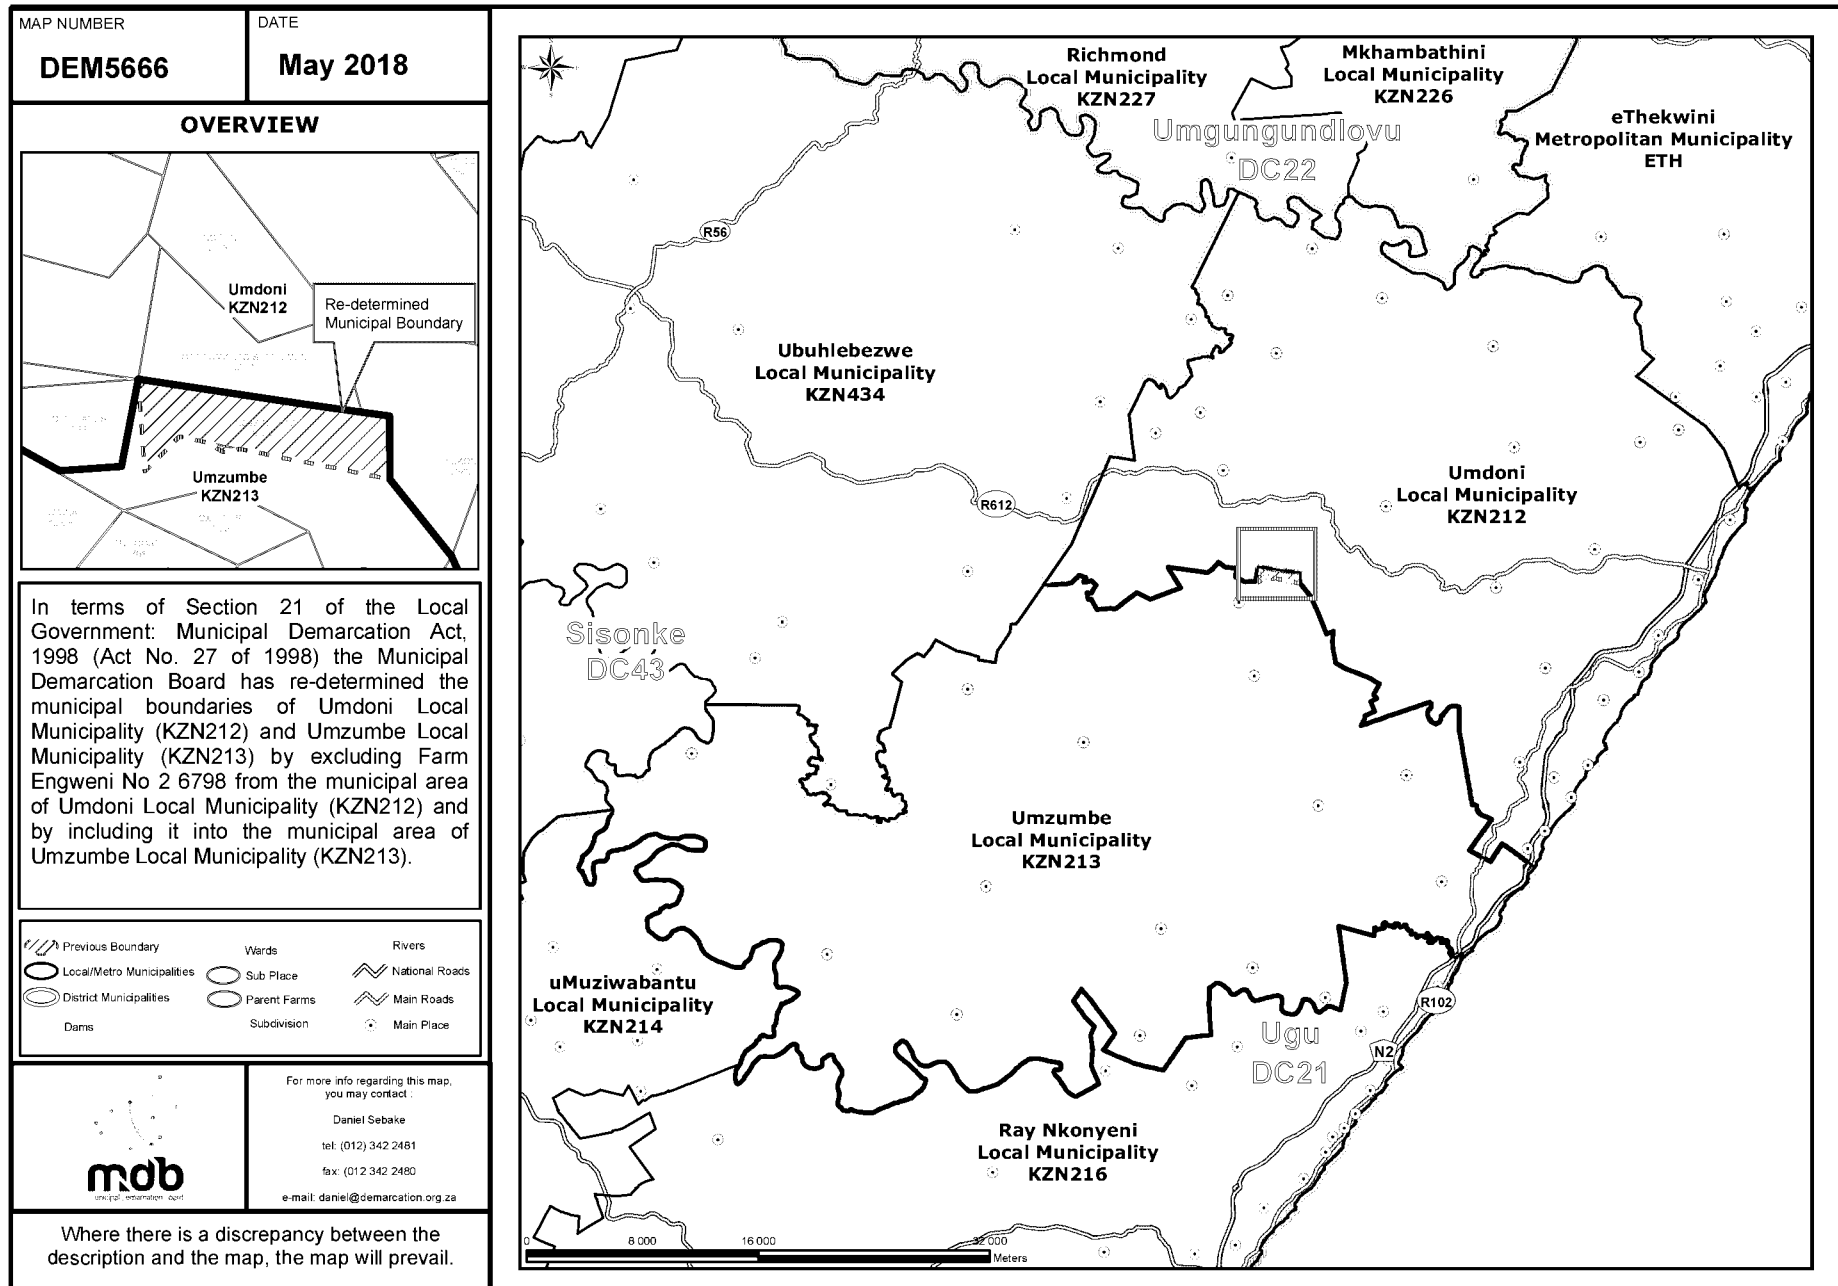 MAP NUMBER
DEM5666
DATE
May 2018
OVERVIEW
Umdoni
KZN212
Re-determined
Municipal Boundary
Umzumbe
KZN213
In terms of Section 21 of the Local
Government: Municipal Demarcation Act,
1998 (Act No. 27 of 1998) the Municipal
Demarcation Board has re-determined the
municipal boundaries of Umdoni Local
Municipality (KZN212) and Umzumbe Local
Municipality (KZN213) by excluding Farm
Engweni No 2 6798 from the municipal area
of Umdoni Local Municipality (KZN212) and
by including it into the municipal area of
Umzumbe Local Municipality (KZN213).
Previous Boundary
Local/Metro Municipalities
District Municipalities
Dams
Wards
Sub Place
Parent Farms
Subdivision
Rivers
National Roads
Main Roads
Main Place
mdb
For more info regarding this map,
you may contact :
Daniel Sebake
tel: (012) 342 2481
fax: (012 342 2480
e-mail: daniel@demarcation.org.za
Where there is a discrepancy between the
description and the map, the map will prevail.
Richmond
Local Municipality
KZN227
Mkhambathini
Local Municipality
KZN226
eThekwini
Metropolitan Municipality
ETH
Umgungundlovu
DC22
R56
Ubuhlebezwe
Local Municipality
KZN434
Umdoni
Local Municipality
KZN212
R612
Sisonke
DC43
Umzumbe
Local Municipality
KZN213
uMuziwabantu
Local Municipality
KZN214
R102
Ugu
DC21
N2
Ray Nkonyeni
Local Municipality
KZN216
0 8 000 16 000 32 000
Meters